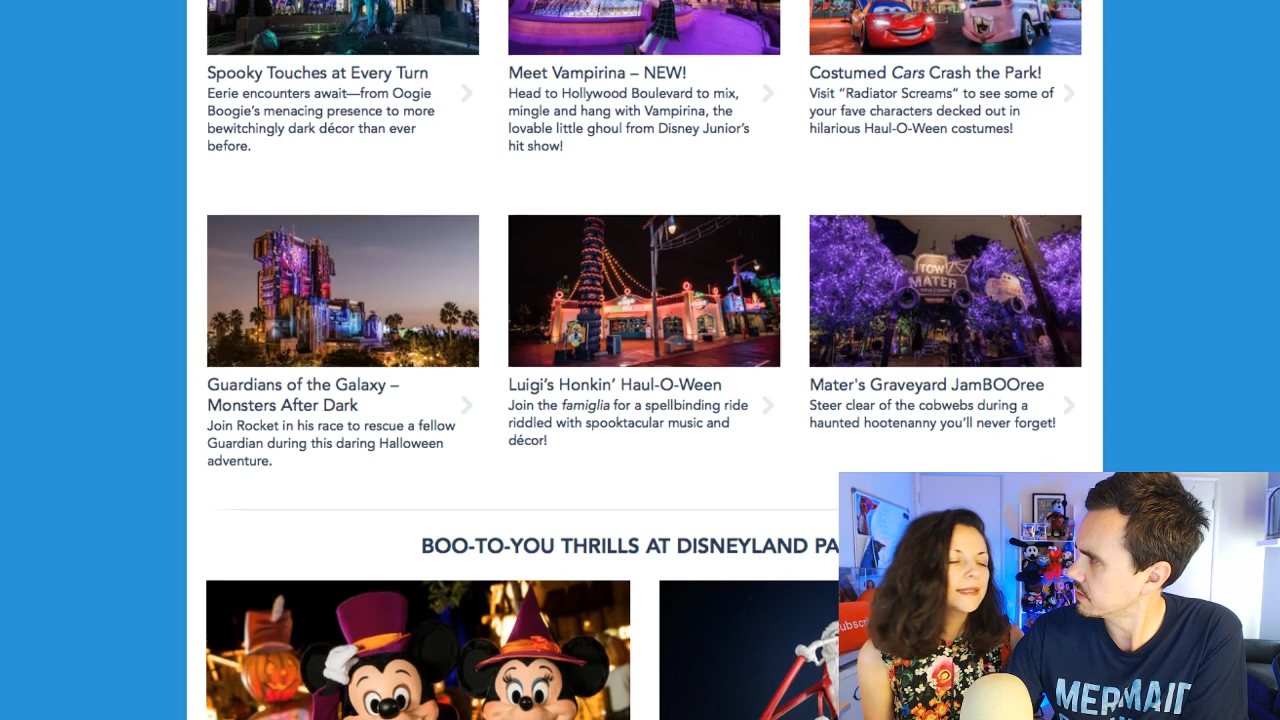 Spooky Touches at Every Turn
Eerie encounters await—from Oogie
Boogie's menacing presence to more
bewitchingly dark décor than ever
before.
Meet Vampirina – NEW!
Head to Hollywood Boulevard to mix,
mingle and hang with Vampirina, the
lovable little ghoul from Disney Junior's
hit show!
Costumed Cars Crash the Park!
Visit “Radiator Screams” to see some of
your fave characters decked out in
hilarious Haul-O-Ween costumes!
TOW
MATER
Guardians of the Galaxy –
Monsters After Dark
Join Rocket in his race to rescue a fellow
Guardian during this daring Halloween
adventure.
Luigi's Honkin' Haul-O-Ween
Join the famiglia for a spellbinding ride
riddled with spooktacular music and
décor!
Mater's Graveyard JamBOOree
Steer clear of the cobwebs during a
haunted hootenanny you'll never forget!
BOO-TO-YOU THRILLS AT DISNEYLAND PA
ubscri
MERMAID